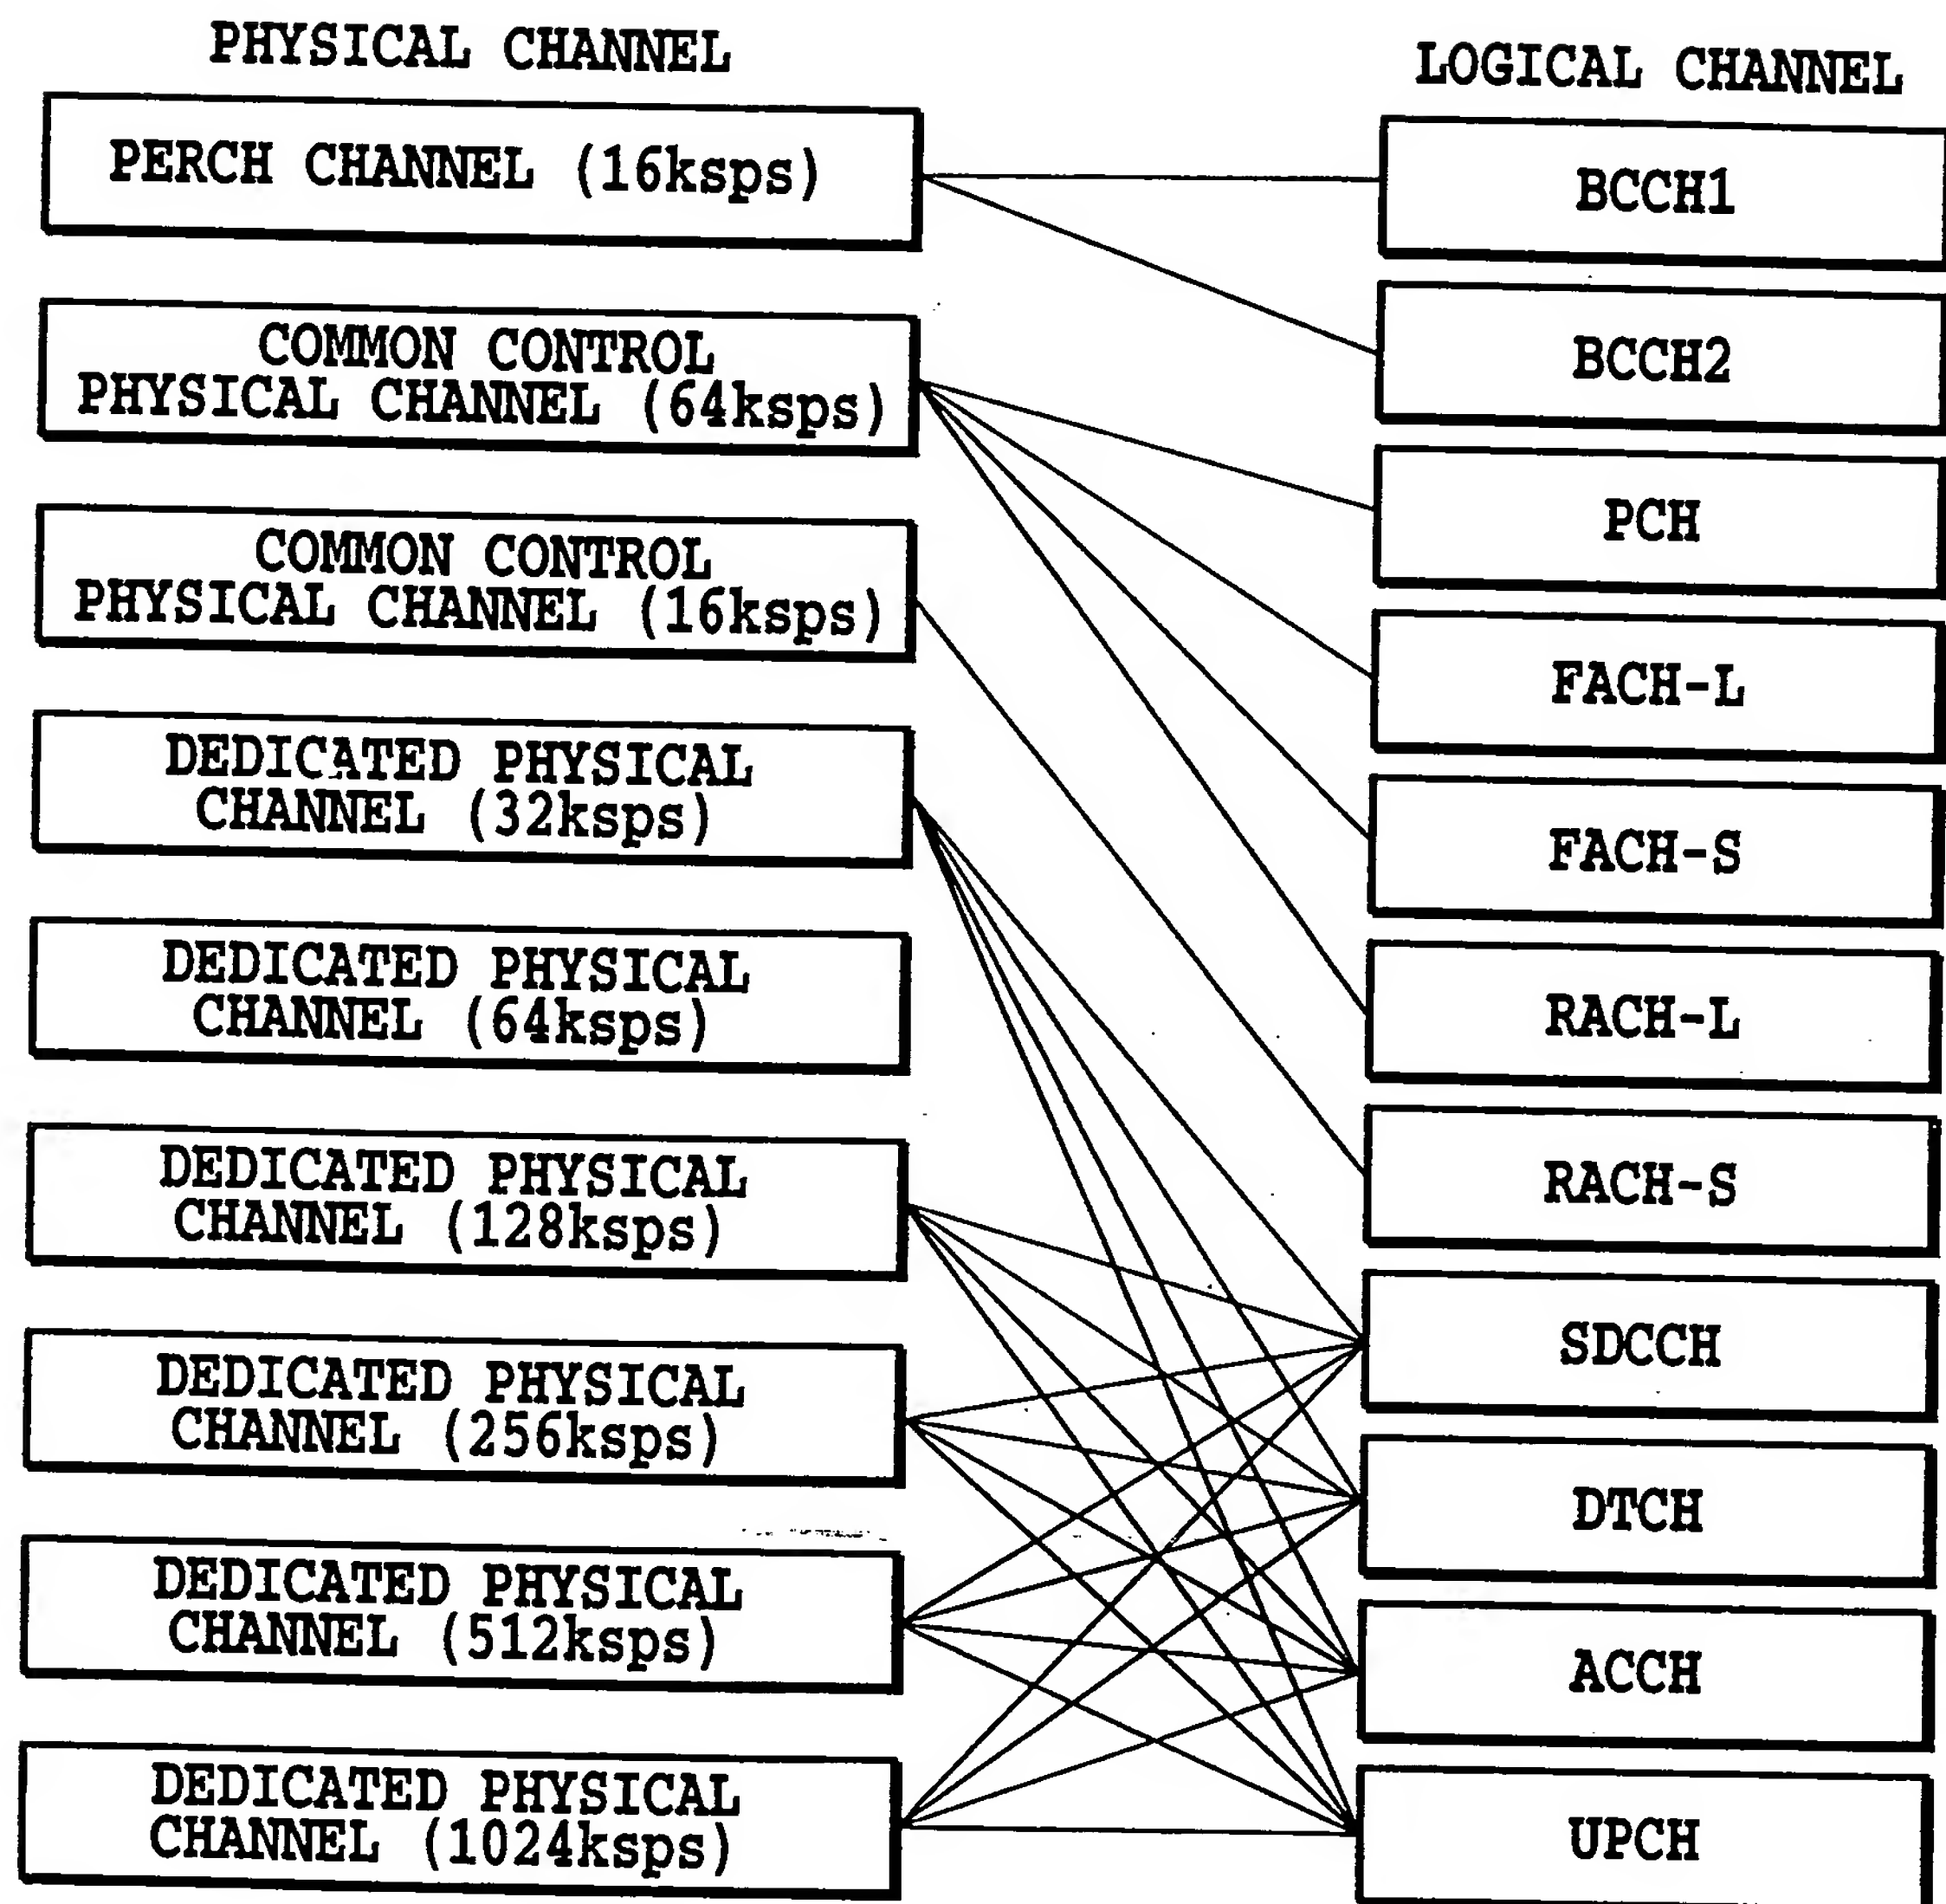 PHYSICAL CHANNEL
PERCH CHANNEL (16ksps)
COMMON CONTROL
PHYSICAL CHANNEL (64ksps)
COMMON CONTROL
PHYSICAL CHANNEL (16ksps)
DEDICATED PHYSICAL
CHANNEL (32ksps)
DEDICATED PHYSICAL
CHANNEL (64ksps)
DEDICATED PHYSICAL
CHANNEL (128ksps)
DEDICATED PHYSICAL
CHANNEL (256ksps)
DEDICATED PHYSICAL
CHANNEL (512ksps)
DEDICATED PHYSICAL
CHANNEL (1024ksps)
LOGICAL CHANNEL
BCCH1
BCCH2
PCH
FACH-L
FACH-S
RACH-L
RACH-S
SDCCH
DTCH
ACCH
UPCH